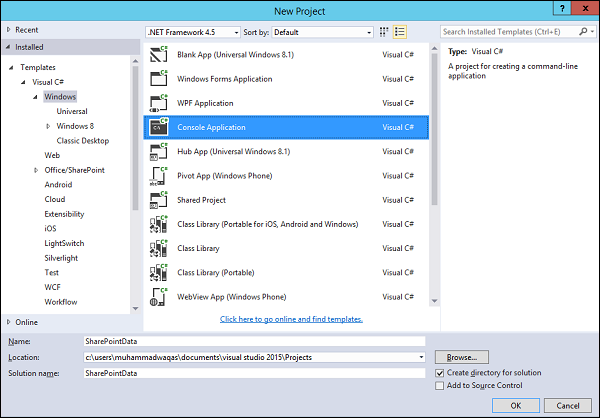 New Project
? X
Recent
.NET Framework 4.5 Sort by: Default
Search Installed Templates (Ctrl+E)
Installed
Templates
Visual C#
Windows
Universal
Windows 8
Classic Desktop
Web
Office/SharePoint
Android
Cloud
Extensibility
iOS
LightSwitch
Silverlight
Test
WCF
Workflow
Online
Blank App (Universal Windows 8.1) Visual C#
Windows Forms Application Visual C#
WPF Application Visual C#
Console Application Visual C#
Hub App (Universal Windows 8.1) Visual C#
Pivot App (Windows Phone) Visual C#
Shared Project Visual C#
Class Library (Portable for iOS, Android and Windows) Visual C#
Class Library Visual C#
Class Library (Portable) Visual C#
WebView App (Windows Phone) Visual C#
Click here to go online and find templates.
Type: Visual C#
A project for creating a command-line
application
Name: SharePointData
Location: c:\users\muhammadwaqas\documents\visual studio 2015\Projects Browse...
Solution name: SharePointData
Create directory for solution
Add to Source Control
OK Cancel